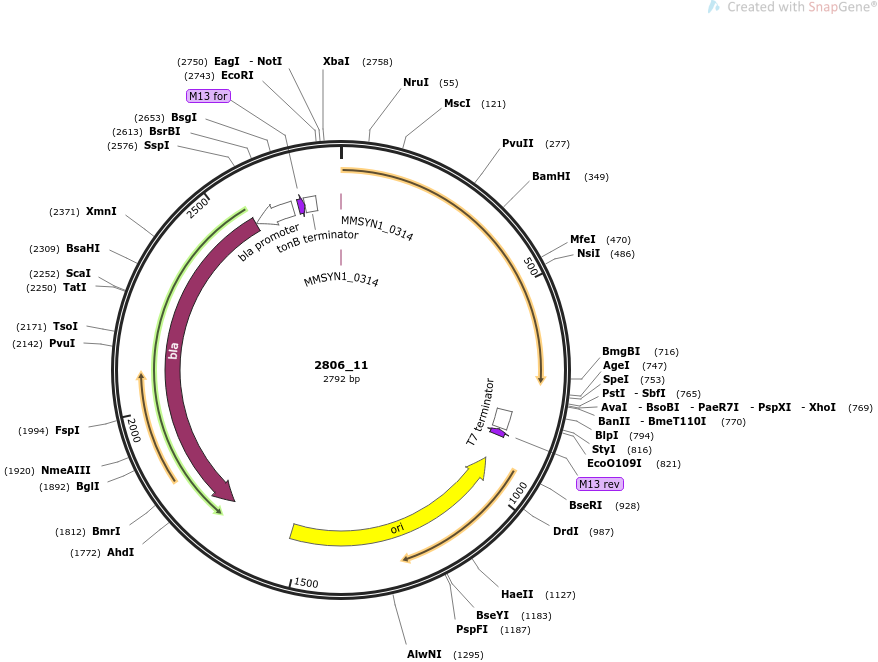 Created with SnapGene®
(2750) EagI - NotI
XbaI (2758)
(2743) EcoRI
NruI (55)
M13 for
MscI (121)
(2653) BsgI
(2613) BsrBI
(2576) SspI
PvuII (277)
BamHI (349)
(2371) XmnI
2500
MMSYN1_0314
bla promoter
tonB terminator
MfeI (470)
(2309) BsaHI
NsiI (486)
500
(2252) ScaI
MMSYN1_0314
(2250) TatI
(2171) TsoI
(2142) PvuI
bla
BmgBI (716)
2806_11
AgeI (747)
2792 bp
SpeI (753)
PstI - SbfI (765)
AvaI - BsoBI - PaeR7I - PspXI - XhoI (769)
T7 terminator
BanII - BmeT110I (770)
(1994) FspI
2000
BlpI (794)
StyI (816)
EcoO109I (821)
(1920) NmeAIII
M13 rev
(1892) BglI
1000
BseRI (928)
(1812) BmrI
ori
DrdI (987)
(1772) AhdI
1500
HaeII (1127)
BseYI (1183)
PspFI (1187)
AlwNI (1295)